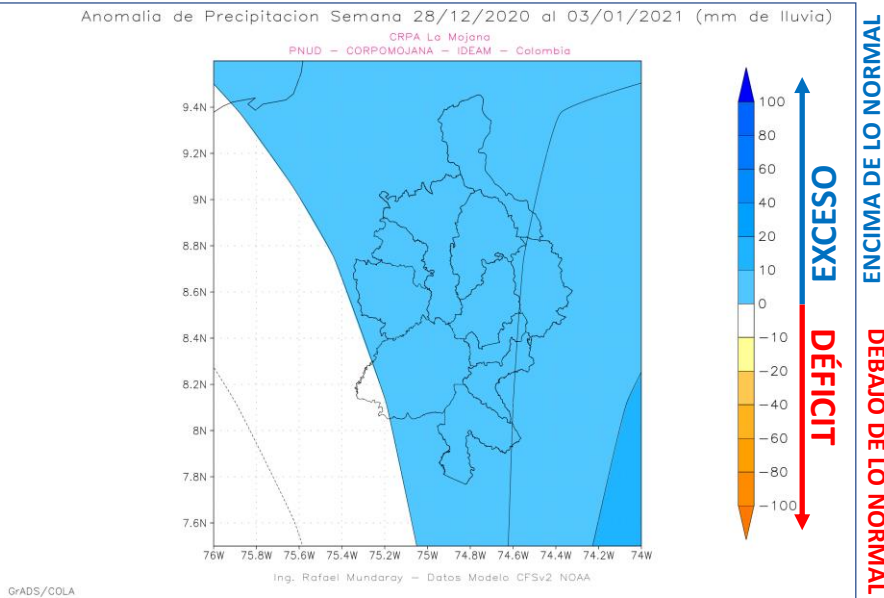 Anomalia de Precipitacion Semana 28/12/2020 al 03/01/2021 (mm de lluvia)
CRPA La Mojana
PNUD – CORPOMOJANA – IDEAM – Colombia
9.4N
9.2N
9N
8.8N
8.6N
8.4N
8.2N
8N
7.8N
7.6N
76W 75.8W 75.6W 75.4W 75.2W 75W 74.8W 74.6W 74.4W 74.2W 74W
100
80
60
40
20
10
0
−10
−20
−40
−60
−80
−100
EXCESO
DÉFICIT
ENCIMA DE LO NORMAL
DEBAJO DE LO NORMAL
Ing. Rafael Mundaray – Datos Modelo CFSv2 NOAA
GrADS/COLA